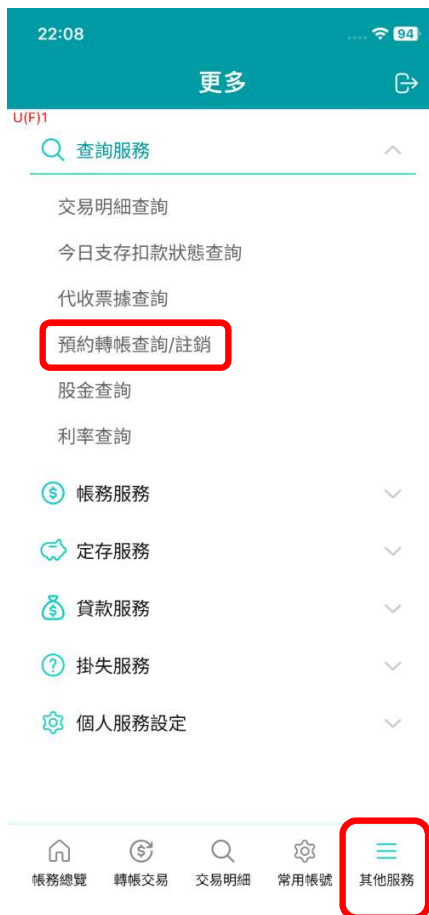 22:08
94
更多
U(F)1
查詢服務
交易明細查詢
今日支存扣款狀態查詢
代收票據查詢
預約轉帳查詢/註銷
股金查詢
利率查詢
帳務服務
定存服務
貸款服務
掛失服務
個人服務設定
帳務總覽 轉帳交易 交易明細 常用帳號 其他服務